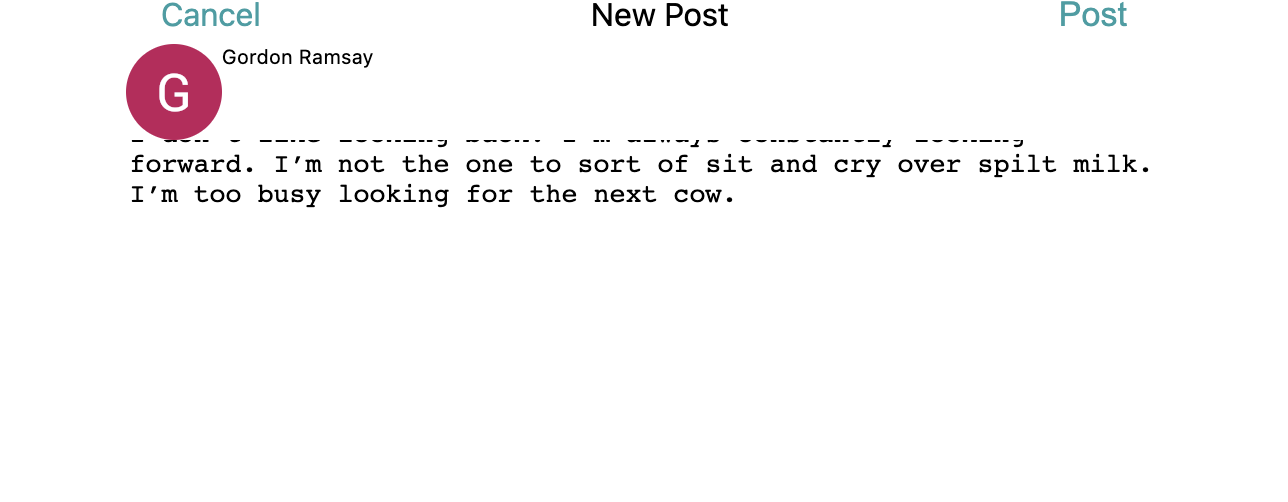 Cancel New Post Post
G
Gordon Ramsay
forward. I’m not the one to sort of sit and cry over spilt milk.
I’m too busy looking for the next cow.